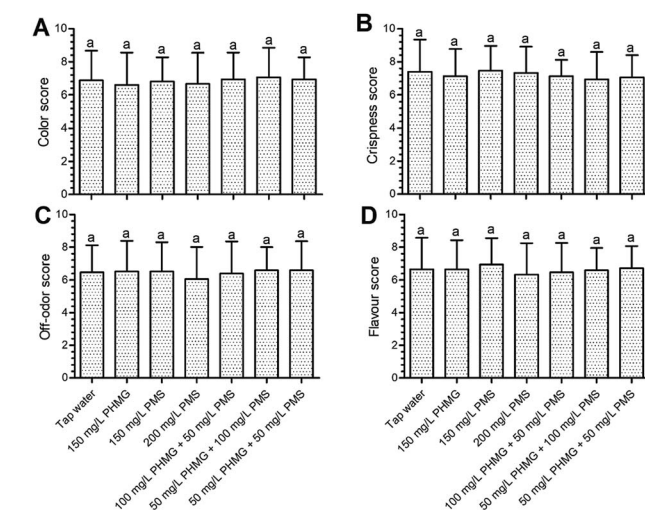 A
B
10
8
6
4
2
0
Color score
a a a a a a a
10
8
6
4
2
0
Crispness score
a a a a a a a
C
D
10
8
6
4
2
0
Off-odor score
a a a a a a a
Tap water
150 mg/L PHMG
150 mg/L PMS
200 mg/L PMS
100 mg/L PHMG + 50 mg/L PMS
50 mg/L PHMG + 100 mg/L PMS
50 mg/L PHMG + 50 mg/L PMS
10
8
6
4
2
0
Flavour score
a a a a a a a
Tap water
150 mg/L PHMG
150 mg/L PMS
200 mg/L PMS
100 mg/L PHMG + 50 mg/L PMS
50 mg/L PHMG + 100 mg/L PMS
50 mg/L PHMG + 50 mg/L PMS